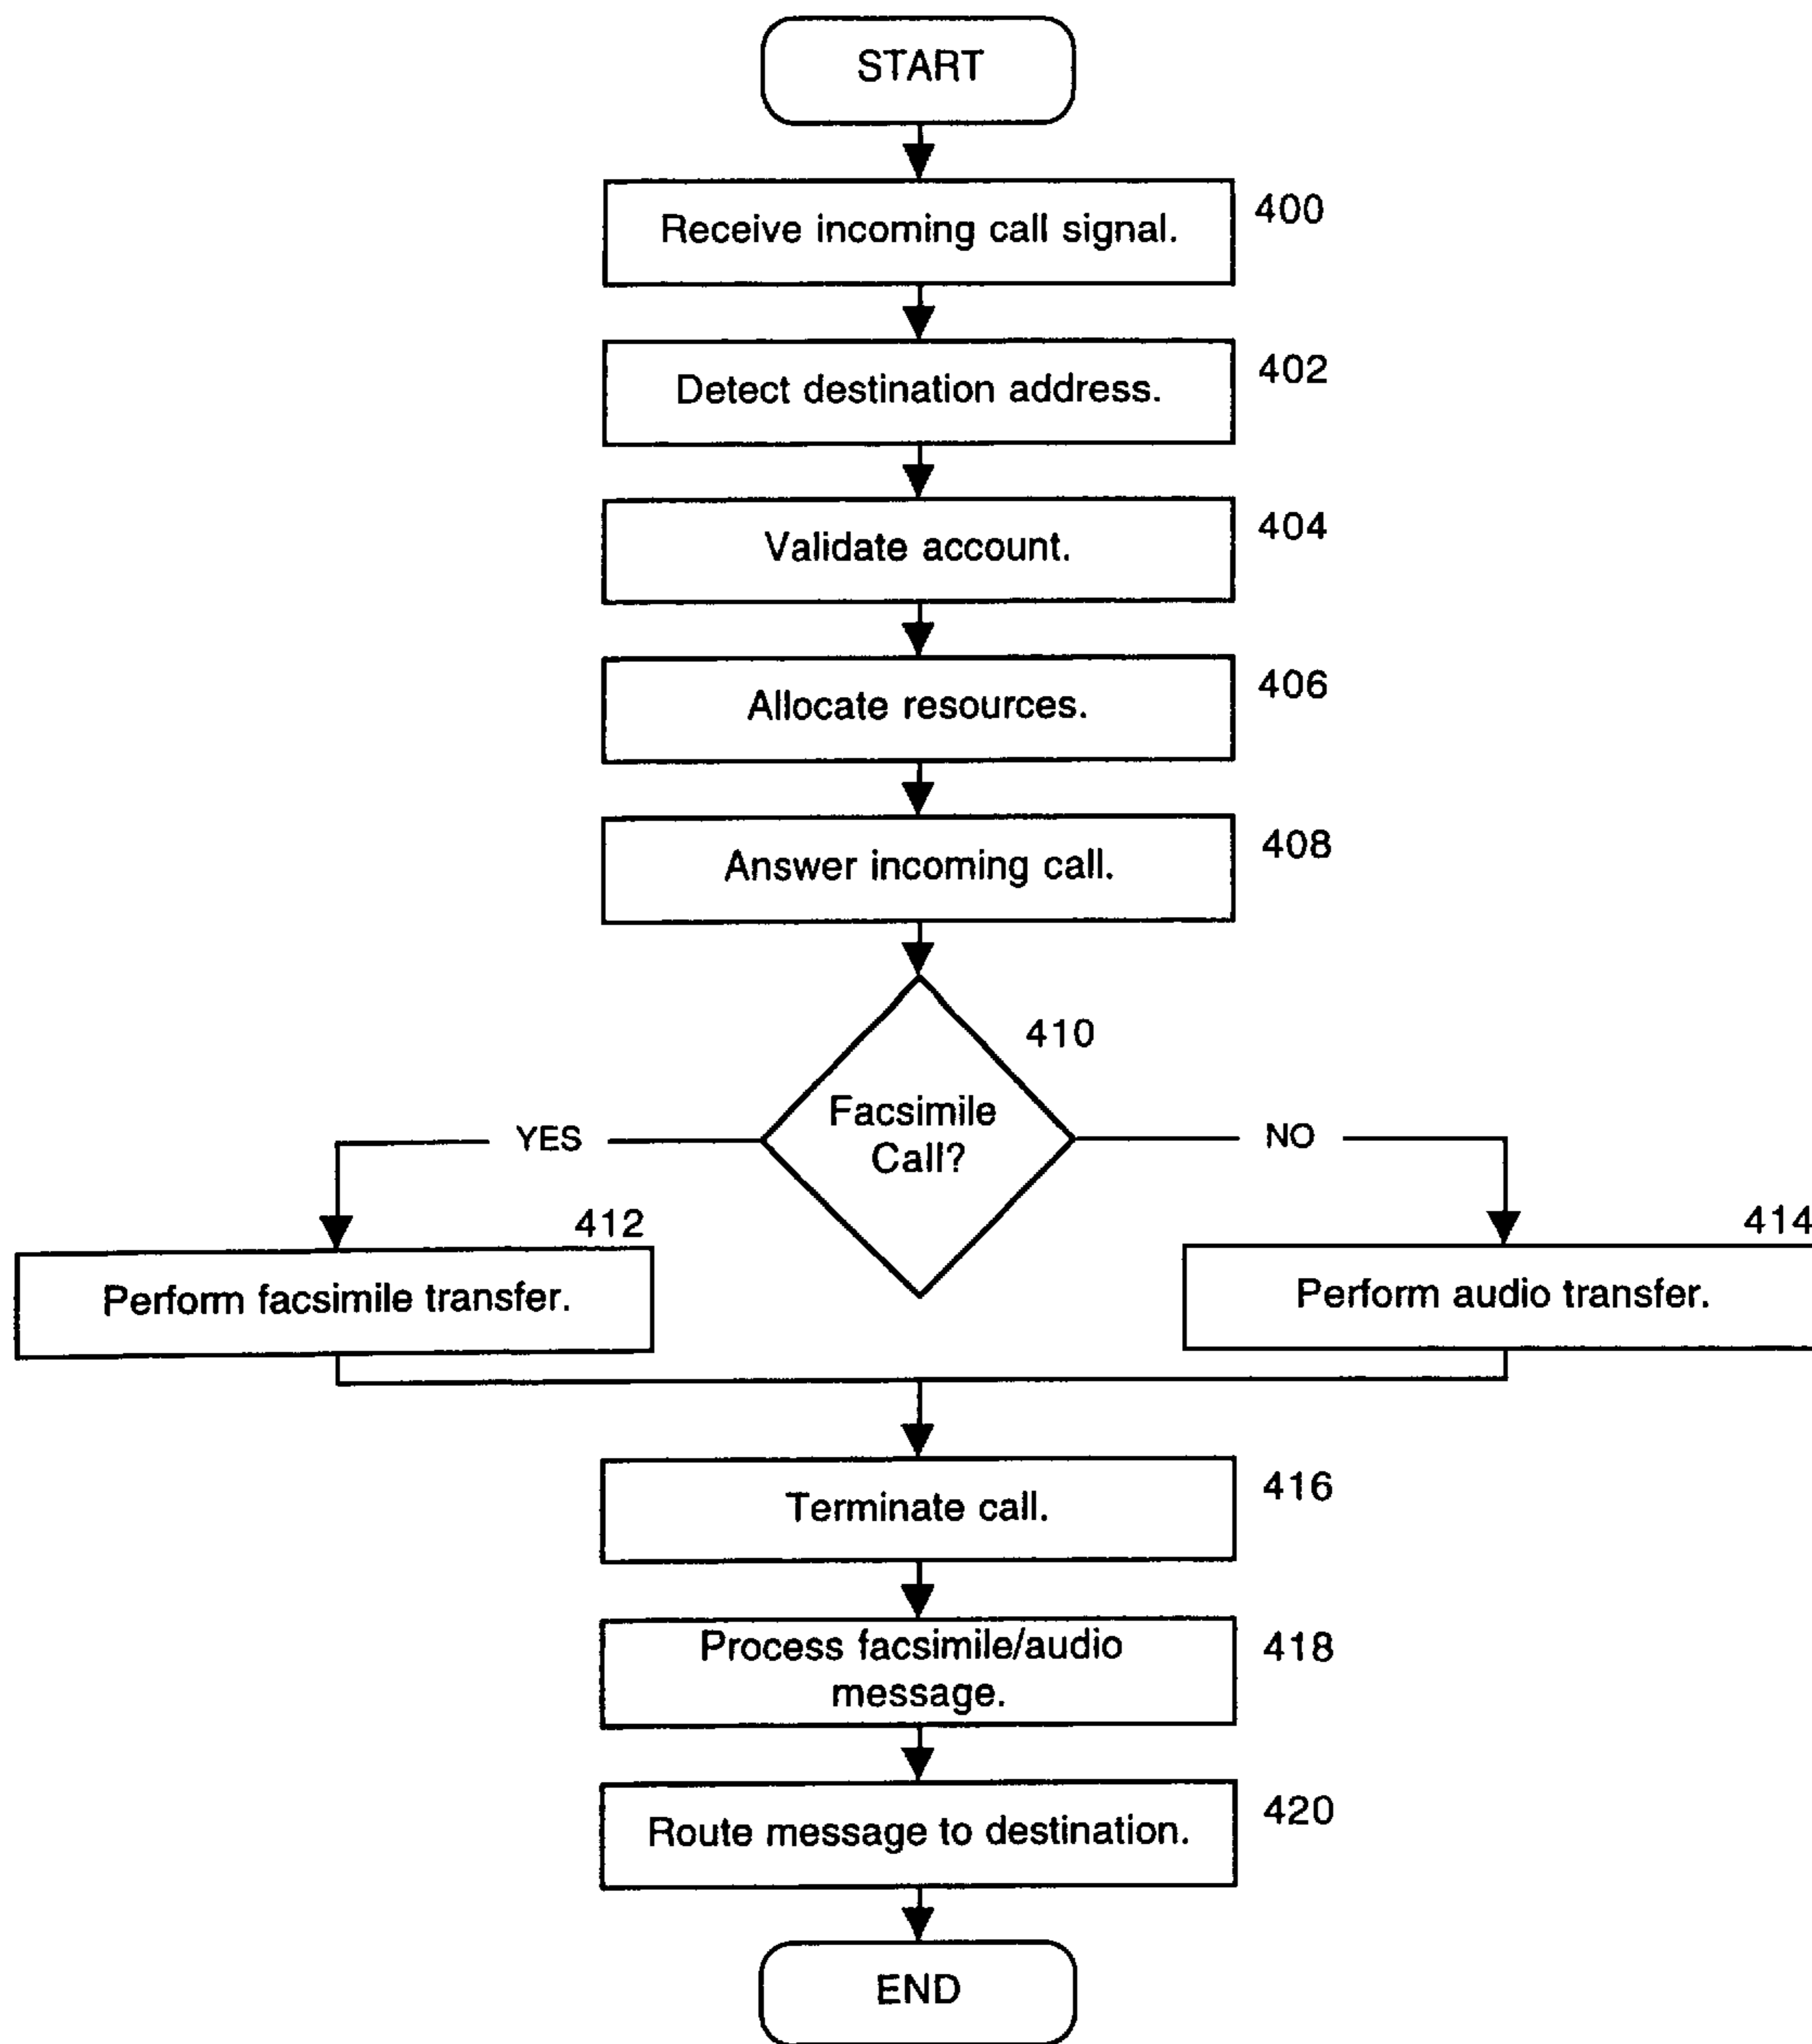 START
Receive incoming call signal.
400
Detect destination address.
402
Validate account.
404
Allocate resources.
406
Answer incoming call.
408
410
Facsimile
Call?
YES
NO
412
414
Perform facsimile transfer.
Perform audio transfer.
Terminate call.
416
Process facsimile/audio
message.
418
Route message to destination.
420
END